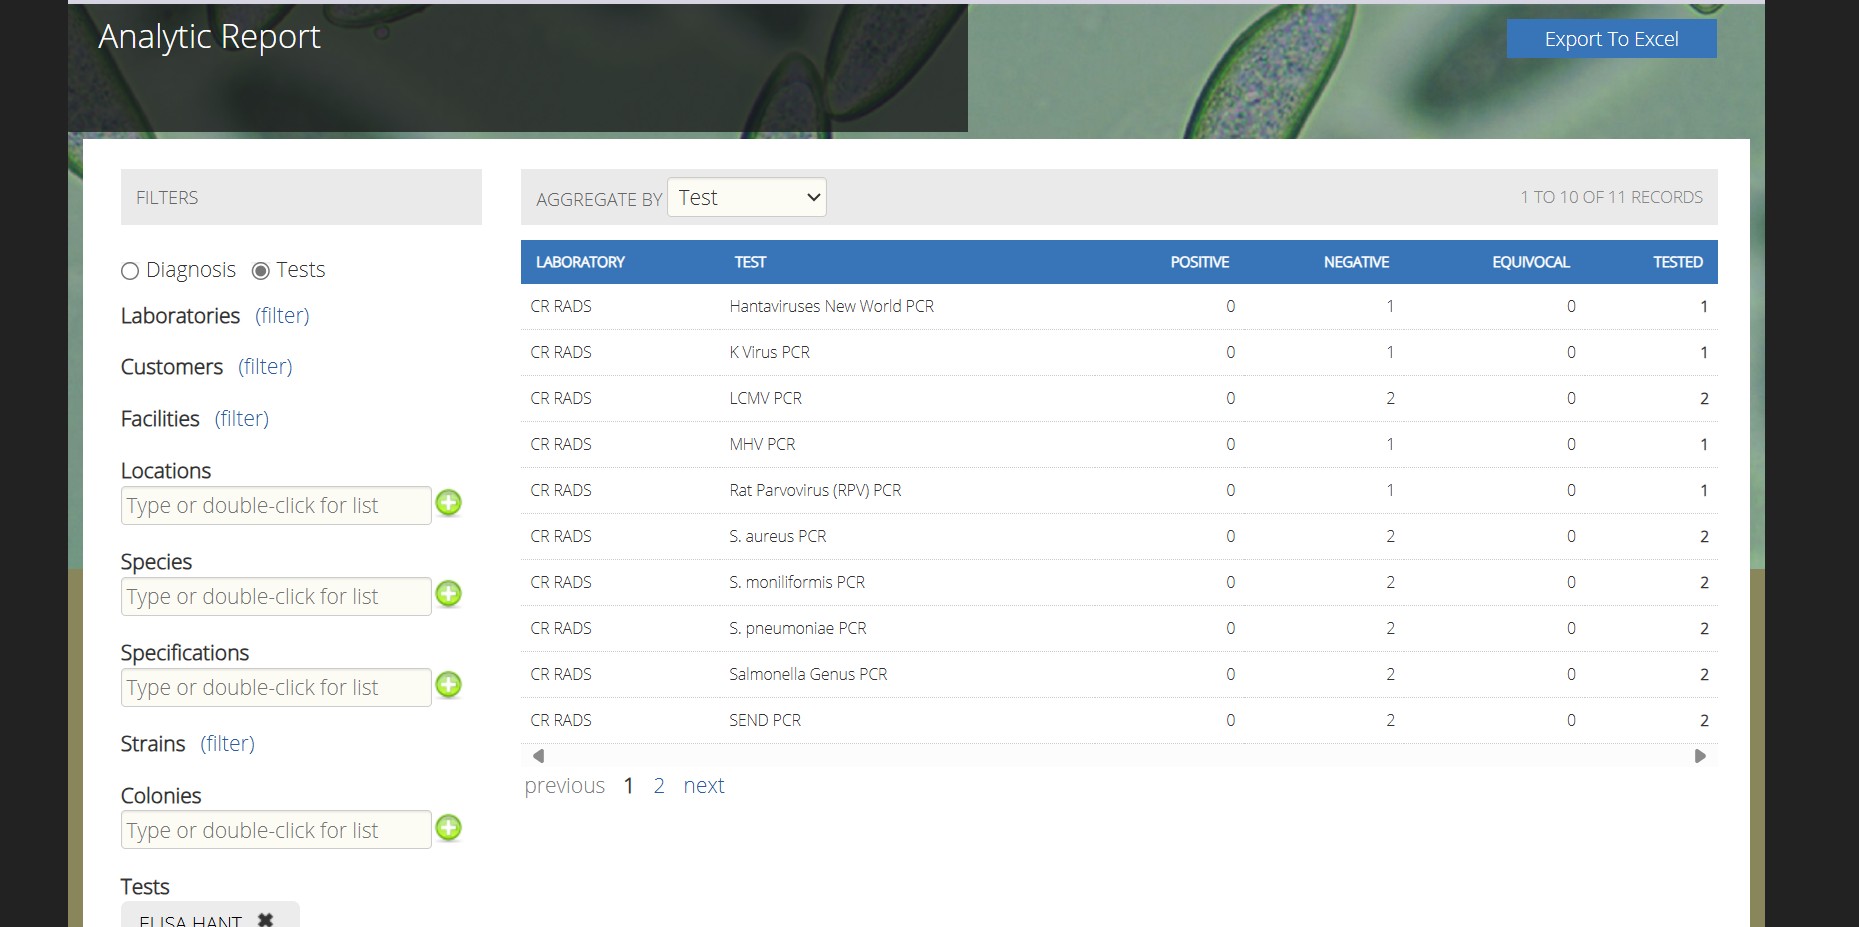 Analytic Report
Export To Excel
FILTERS
Diagnosis Tests
Laboratories (filter)
Customers (filter)
Facilities (filter)
Locations
Type or double-click for list
Species
Type or double-click for list
Specifications
Type or double-click for list
Strains (filter)
Colonies
Type or double-click for list
Tests
ELISA HANT
AGGREGATE BY Test 1 TO 10 OF 11 RECORDS
LABORATORY TEST POSITIVE NEGATIVE EQUIVOCAL TESTED
CR RADS Hantaviruses New World PCR 0 1 0 1
CR RADS K Virus PCR 0 1 0 1
CR RADS LCMV PCR 0 2 0 2
CR RADS MHV PCR 0 1 0 1
CR RADS Rat Parvovirus (RPV) PCR 0 1 0 1
CR RADS S. aureus PCR 0 2 0 2
CR RADS S. moniliformis PCR 0 2 0 2
CR RADS S. pneumoniae PCR 0 2 0 2
CR RADS Salmonella Genus PCR 0 2 0 2
CR RADS SEND PCR 0 2 0 2
previous 1 2 next